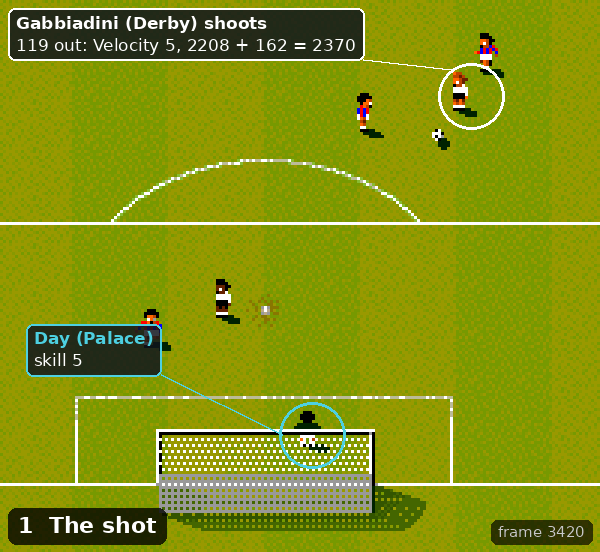 Gabbiadini (Derby) shoots
119 out: Velocity 5, 2208 + 162 = 2370
Day (Palace)
skill 5
1 The shot
frame 3420